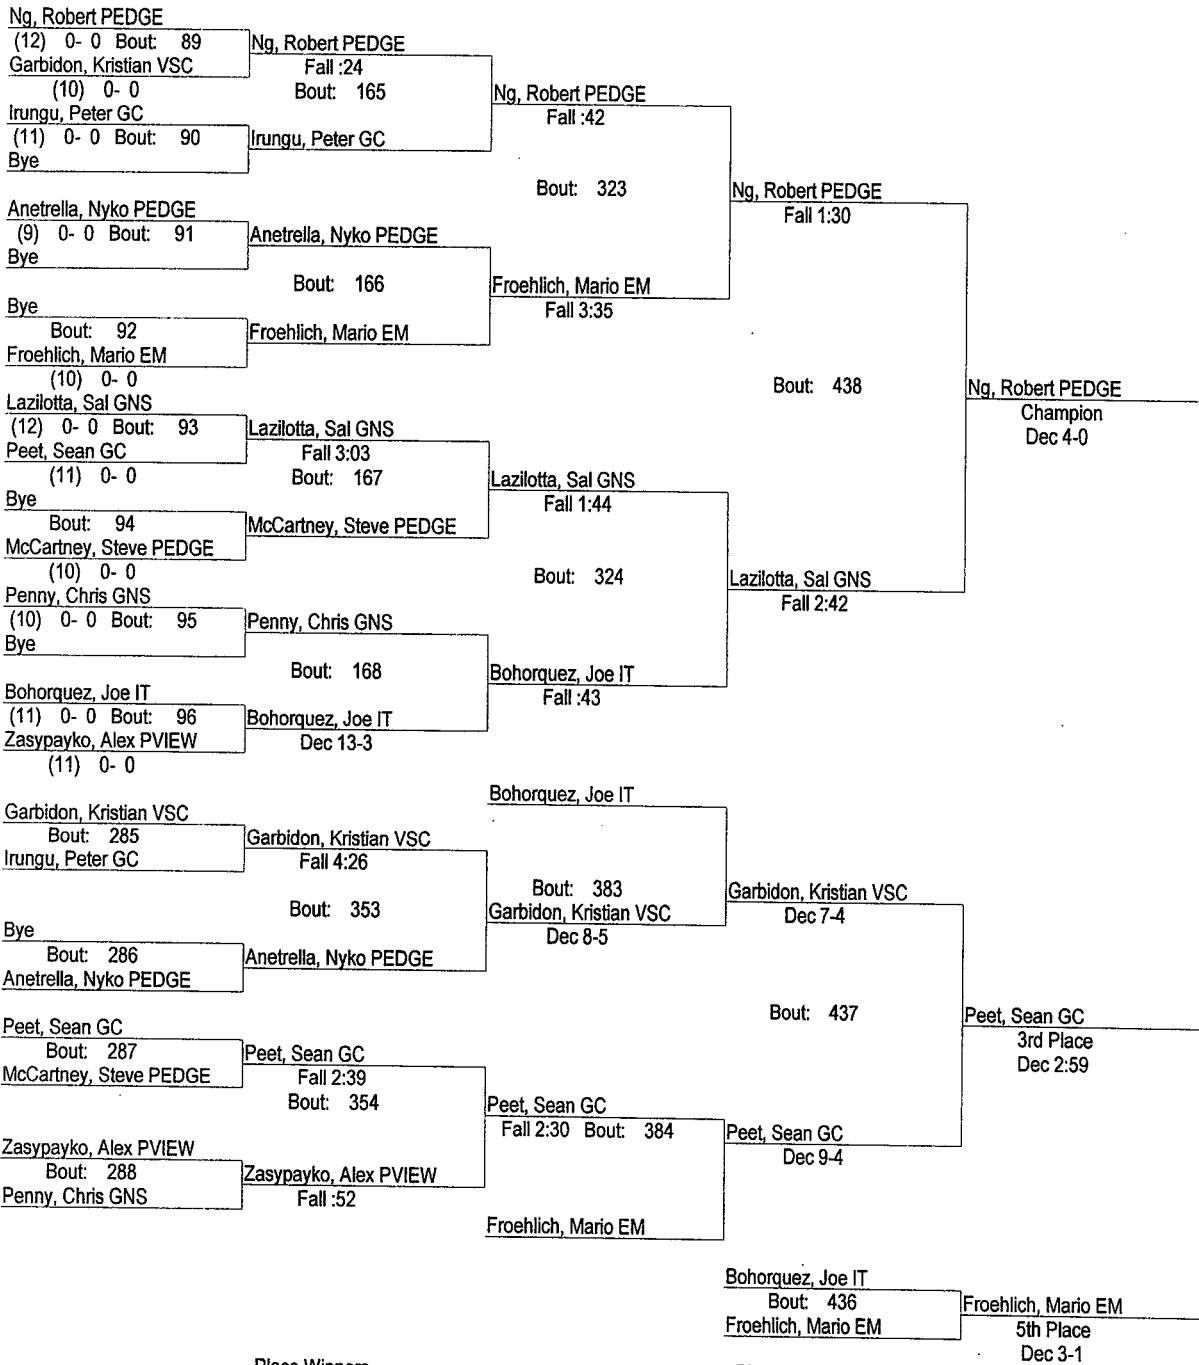 Ng, Robert PEDGE
(12) 0- 0 Bout: 89
Garbidon, Kristian VSC
(10) 0- 0
Irungu, Peter GC
(11) 0- 0 Bout: 90
Bye
Anetrella, Nyko PEDGE
(9) 0- 0 Bout: 91
Bye
Bye
Bout: 92
Froehlich, Mario EM
(10) 0- 0
Lazilotta, Sal GNS
(12) 0- 0 Bout: 93
Peet, Sean GC
(11) 0- 0
Bye
Bout: 94
McCartney, Steve PEDGE
(10) 0- 0
Penny, Chris GNS
(10) 0- 0 Bout: 95
Bye
Bohorquez, Joe IT
(11) 0- 0 Bout: 96
Zasypayko, Alex PVIEW
(11) 0- 0
Ng, Robert PEDGE
Fall :24
Bout: 165
Irungu, Peter GC
Anetrella, Nyko PEDGE
Bout: 166
Froehlich, Mario EM
Lazilotta, Sal GNS
Fall 3:03
Bout: 167
McCartney, Steve PEDGE
Penny, Chris GNS
Bout: 168
Bohorquez, Joe IT
Dec 13-3
Ng, Robert PEDGE
Fall :42
Bout: 323
Froehlich, Mario EM
Fall 3:35
Lazilotta, Sal GNS
Fall 1:44
Bout: 324
Bohorquez, Joe IT
Fall :43
Ng, Robert PEDGE
Fall 1:30
Bout: 438
Lazilotta, Sal GNS
Fall 2:42
Ng, Robert PEDGE
Champion
Dec 4-0
Garbidon, Kristian VSC
Bout: 285
Irungu, Peter GC
Bye
Bout: 286
Anetrella, Nyko PEDGE
Peet, Sean GC
Bout: 287
McCartney, Steve PEDGE
Zasypayko, Alex PVIEW
Bout: 288
Penny, Chris GNS
Garbidon, Kristian VSC
Fall 4:26
Bout: 353
Anetrella, Nyko PEDGE
Peet, Sean GC
Fall 2:39
Bout: 354
Zasypayko, Alex PVIEW
Fall :52
Bohorquez, Joe IT
Bout: 383
Garbidon, Kristian VSC
Dec 8-5
Peet, Sean GC
Fall 2:30 Bout: 384
Froehlich, Mario EM
Garbidon, Kristian VSC
Dec 7-4
Bout: 437
Peet, Sean GC
Dec 9-4
Peet, Sean GC
3rd Place
Dec 2:59
Bohorquez, Joe IT
Bout: 436
Froehlich, Mario EM
Froehlich, Mario EM
5th Place
Dec 3-1
Place Winners